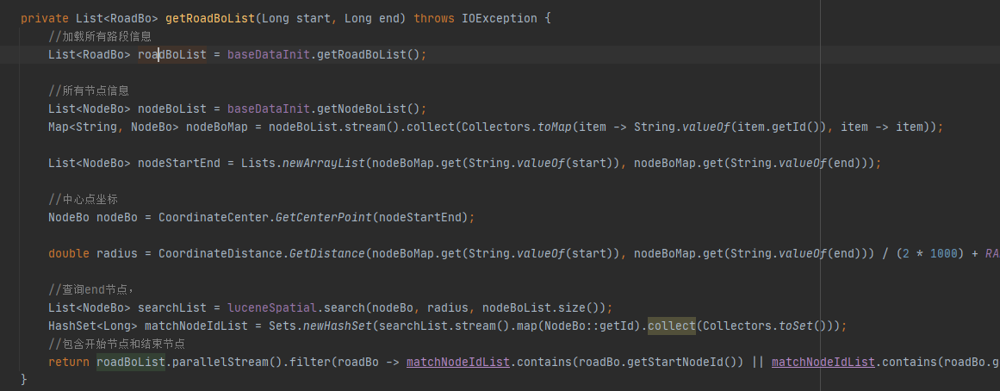 private List<RoadBo> getRoadBoList(Long start, Long end) throws IOException {
//加载所有路段信息
List<RoadBo> roadBoList = baseDataInit.getRoadBoList();
//所有节点信息
List<NodeBo> nodeBoList = baseDataInit.getNodeBoList();
Map<String, NodeBo> nodeBoMap = nodeBoList.stream().collect(Collectors.toMap(item -> String.valueOf(item.getId()), item -> item));
List<NodeBo> nodeStartEnd = Lists.newArrayList(nodeBoMap.get(String.valueOf(start)), nodeBoMap.get(String.valueOf(end)));
//中心点坐标
NodeBo nodeBo = CoordinateCenter.GetCenterPoint(nodeStartEnd);
double radius = CoordinateDistance.GetDistance(nodeBoMap.get(String.valueOf(start)), nodeBoMap.get(String.valueOf(end))) / (2 * 1000) + RA
//查询end节点,
List<NodeBo> searchList = luceneSpatial.search(nodeBo, radius, nodeBoList.size());
HashSet<Long> matchNodeIdList = Sets.newHashSet(searchList.stream().map(NodeBo::getId).collect(Collectors.toSet()));
//包含开始节点和结束节点
return roadBoList.parallelStream().filter(roadBo -> matchNodeIdList.contains(roadBo.getStartNodeId()) || matchNodeIdList.contains(roadBo.g
}